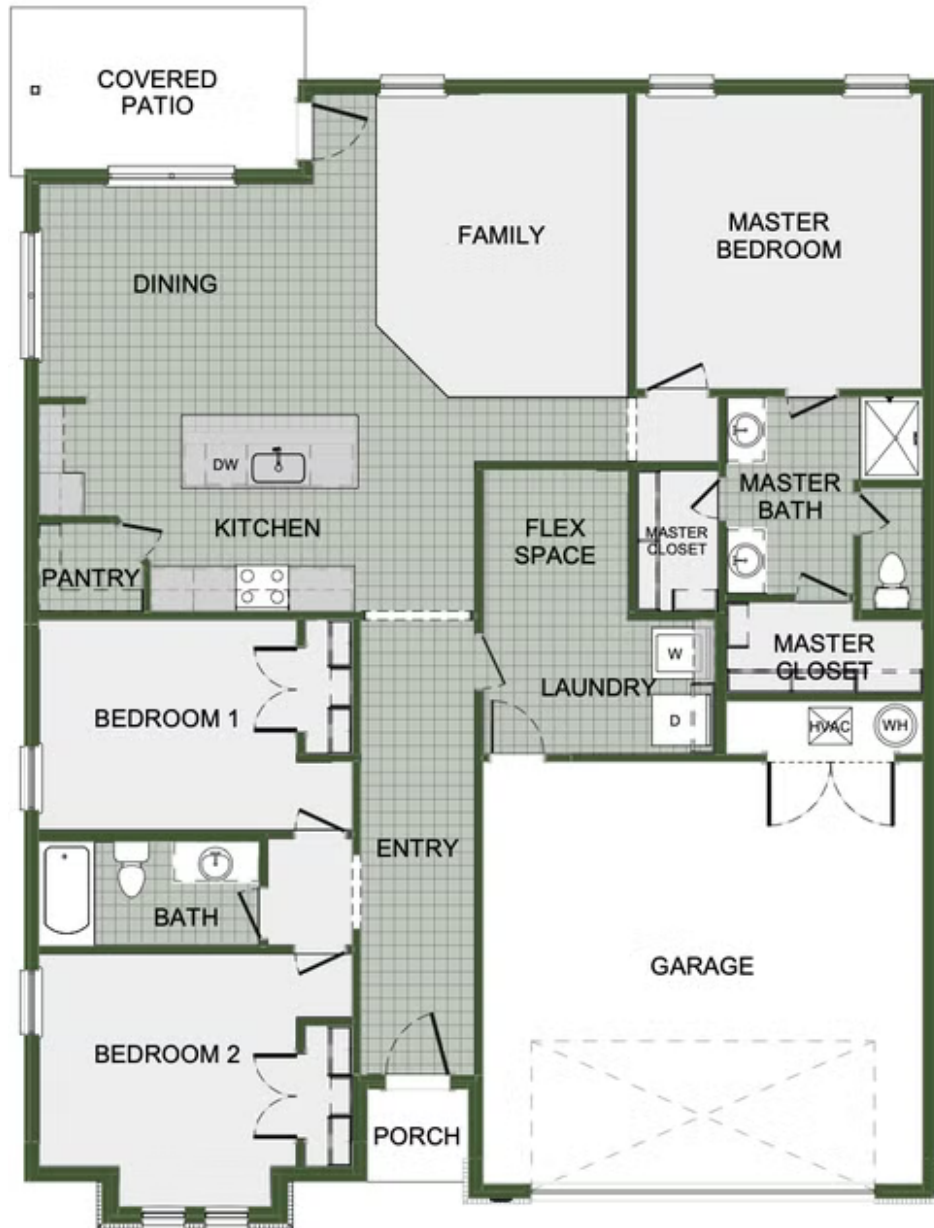 COVERED
PATIO
FAMILY
MASTER
BEDROOM
DINING
DW
KITCHEN
PANTRY
FLEX
SPACE
MASTER
CLOSET
MASTER
BATH
MASTER
CLOSET
W
LAUNDRY
D
HVAC
WH
BEDROOM 1
ENTRY
BATH
GARAGE
BEDROOM 2
PORCH